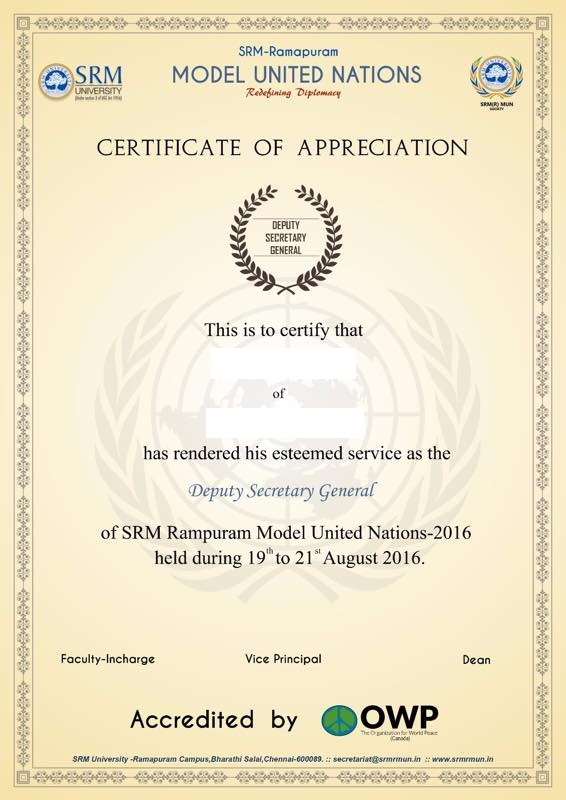 SRM-Ramapuram
MODEL UNITED NATIONS
Redefining Diplomacy
SRM
UNIVERSITY
(Under section 3 of UGC Act 1956)
SRM(R) MUN
SOCIETY
CERTIFICATE OF APPRECIATION
DEPUTY
SECRETARY
GENERAL
This is to certify that
of
has rendered his esteemed service as the
Deputy Secretary General
of SRM Rampuram Model United Nations-2016
held during 19th to 21st August 2016.
Faculty-Incharge Vice Principal Dean
Accredited by OWP
The Organization for World Peace
(Canada)
SRM University -Ramapuram Campus,Bharathi Salai,Chennai-600089. :: secretariat@srmrmun.in :: www.srmrmun.in